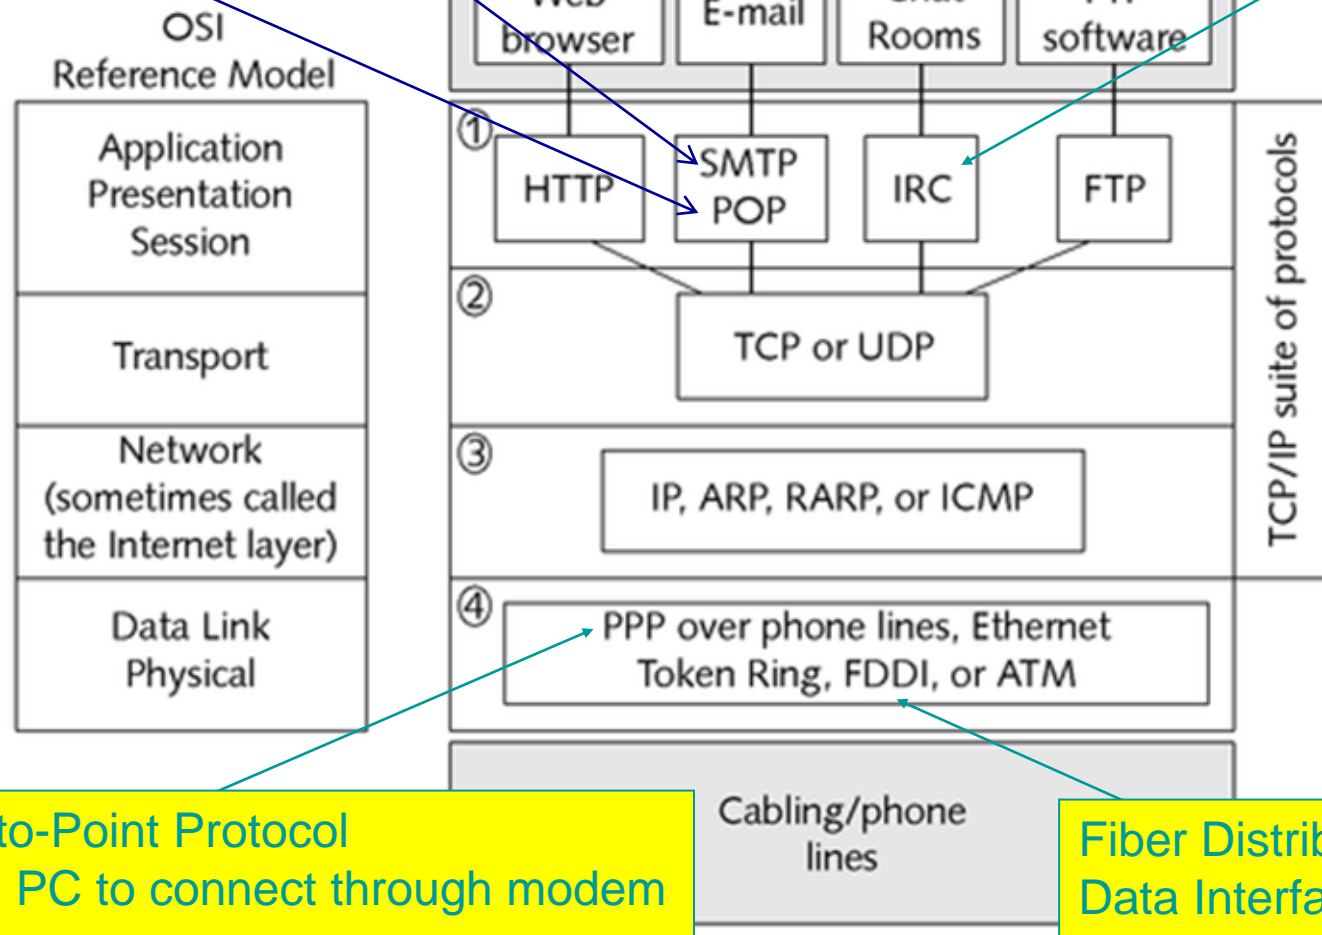 OSI
Reference Model
Application
Presentation
Session
Transport
Network
(sometimes called
the Internet layer)
Data Link
Physical
browser
E-mail
Rooms
software
①
HTTP
SMTP
POP
IRC
FTP
②
TCP or UDP
③
IP, ARP, RARP, or ICMP
④
PPP over phone lines, Ethernet
Token Ring, FDDI, or ATM
TCP/IP suite of protocols
Cabling/phone
lines
to-Point Protocol
PC to connect through modem
Fiber
Data